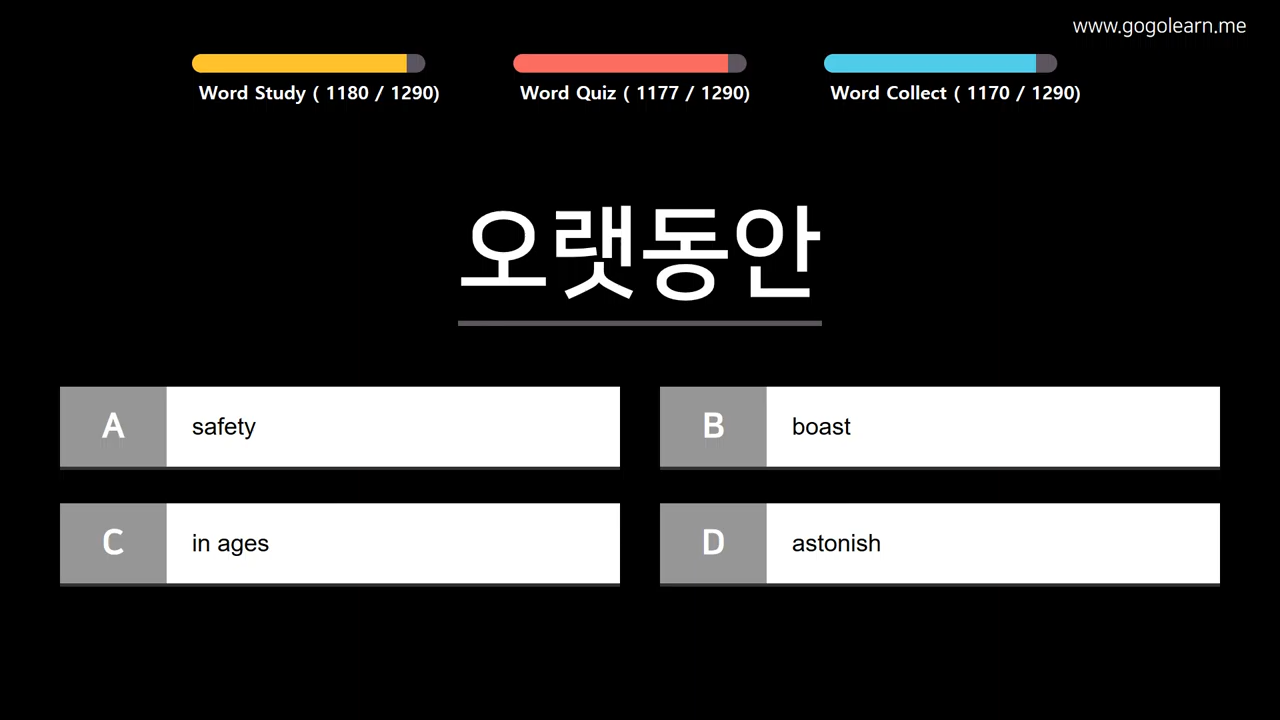 www.gogolearn.me
Word Study ( 1180 / 1290)
Word Quiz ( 1177 / 1290)
Word Collect ( 1170 / 1290)
오랫동안
A safety
B boast
C in ages
D astonish